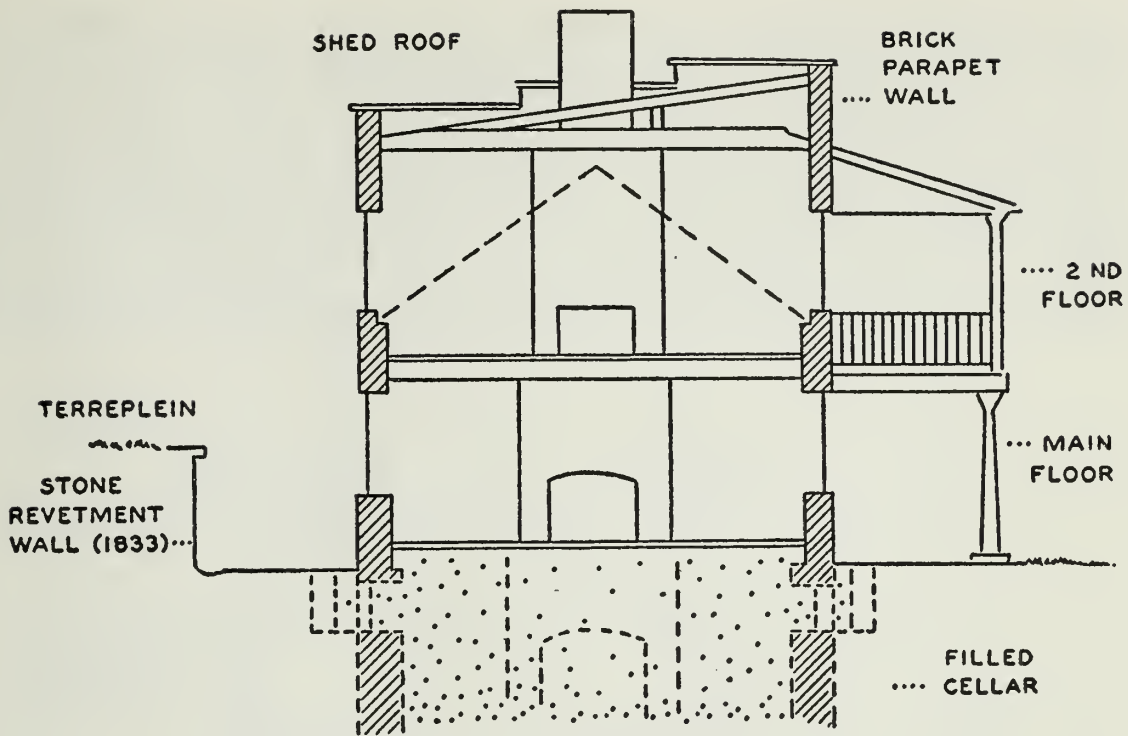 SHED ROOF
BRICK
PARAPET
.... WALL
.... 2 ND
FLOOR
TERREPLEIN
... MAIN
FLOOR
STONE
REVETMENT
WALL (1833)...
FILLED
.... CELLAR